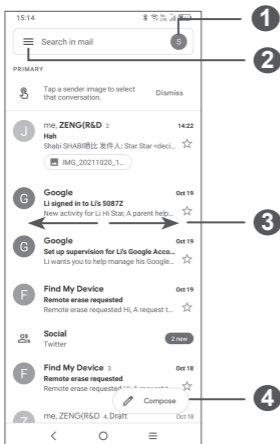 15:14
Search in mail
S
1
2
PRIMARY
Tap a sender image to select
that conversation.
Dismiss
J
me, ZENG(R&D 2
14:22
Hah
Shabi SHABI晒比 发件人: Star Star <deci...
IMG_20211020_1...
G
Google
Oct 19
Li signed in to Li's 5087Z
New activity for Li Hi Star, A parent help...
3
G
Google
Oct 19
Set up supervision for Li's Google Acco...
Li wants you to help manage his Google...
F
Find My Device
Oct 19
Remote erase requested
Remote erase requested Hi, A request t...
Social
2 new
Twitter
F
Find My Device 3
Oct 18
Remote erase requested
Remote erase requested
Compose
4
Z
me, ZENG(R&D 4, Draft
Oct 18